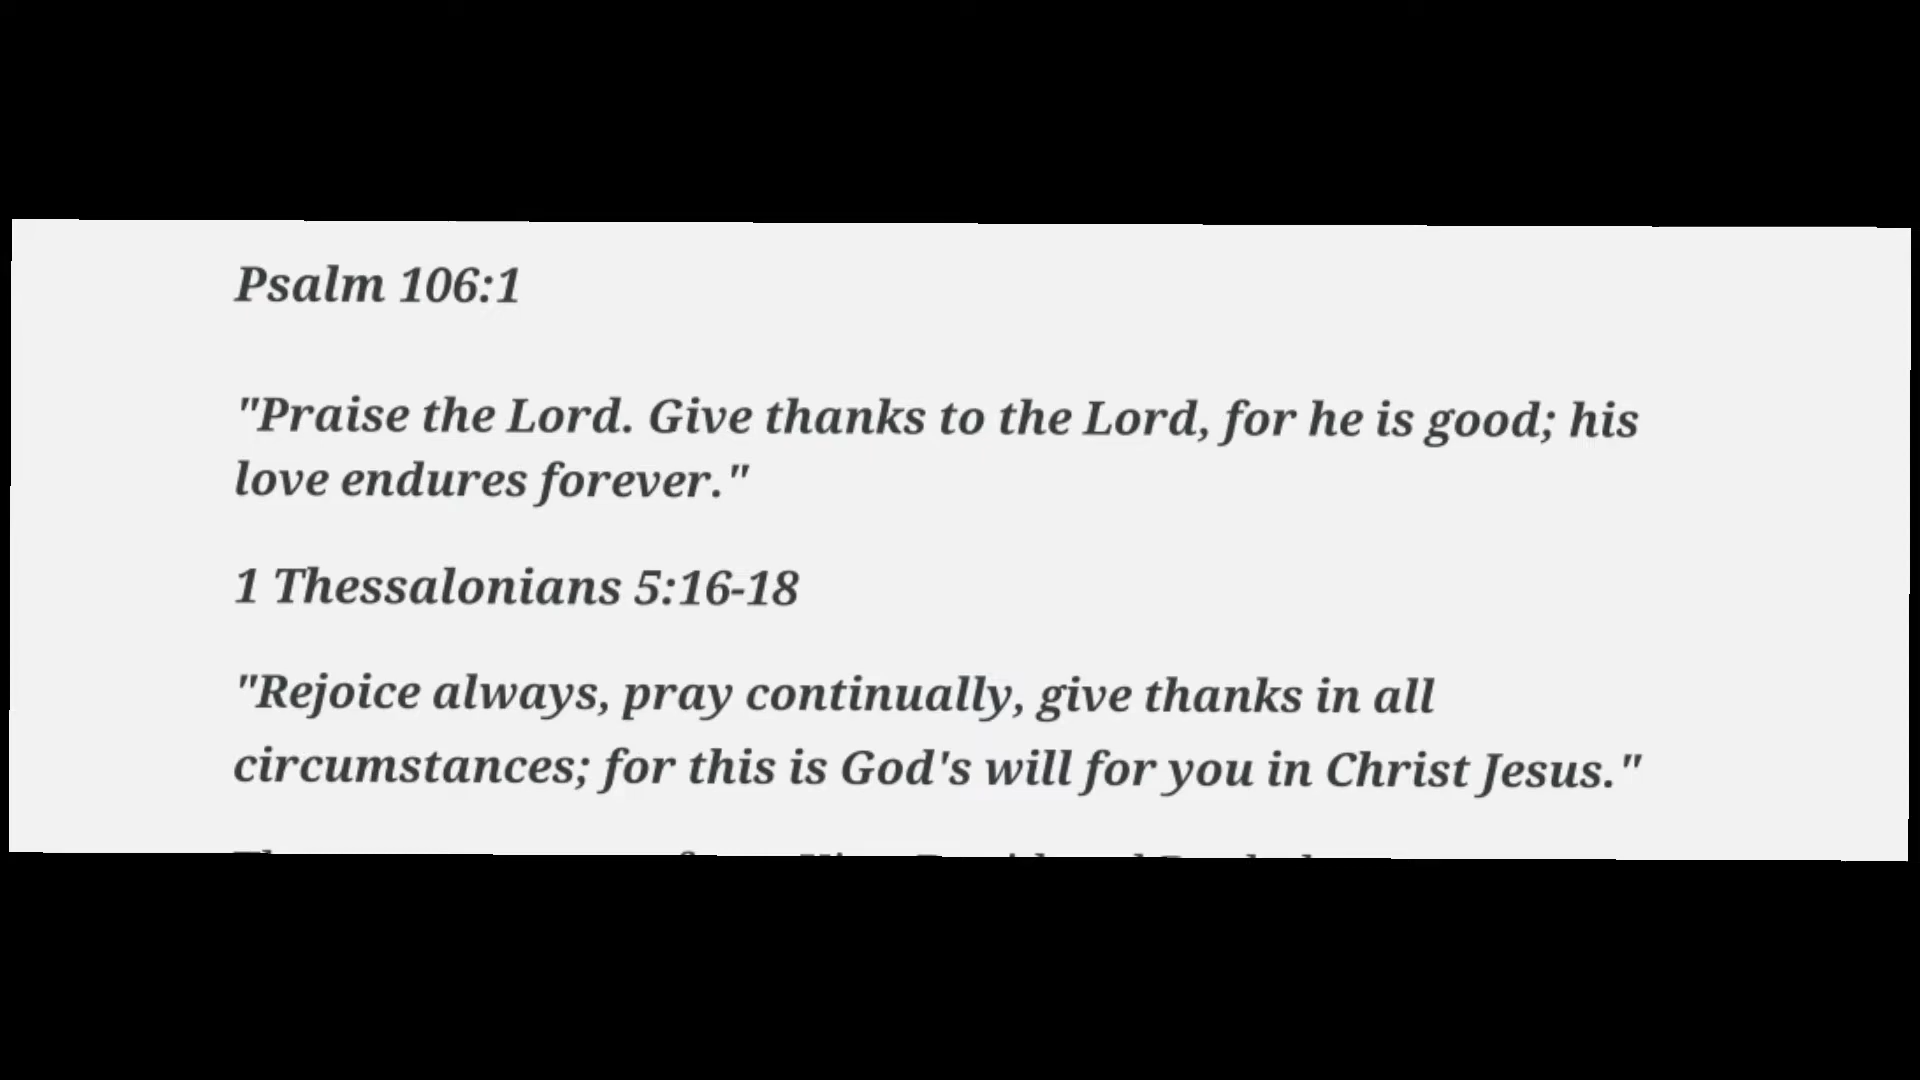 Psalm 106:1
"Praise the Lord. Give thanks to the Lord, for he is good; his
love endures forever."
1 Thessalonians 5:16-18
"Rejoice always, pray continually, give thanks in all
circumstances; for this is God's will for you in Christ Jesus."